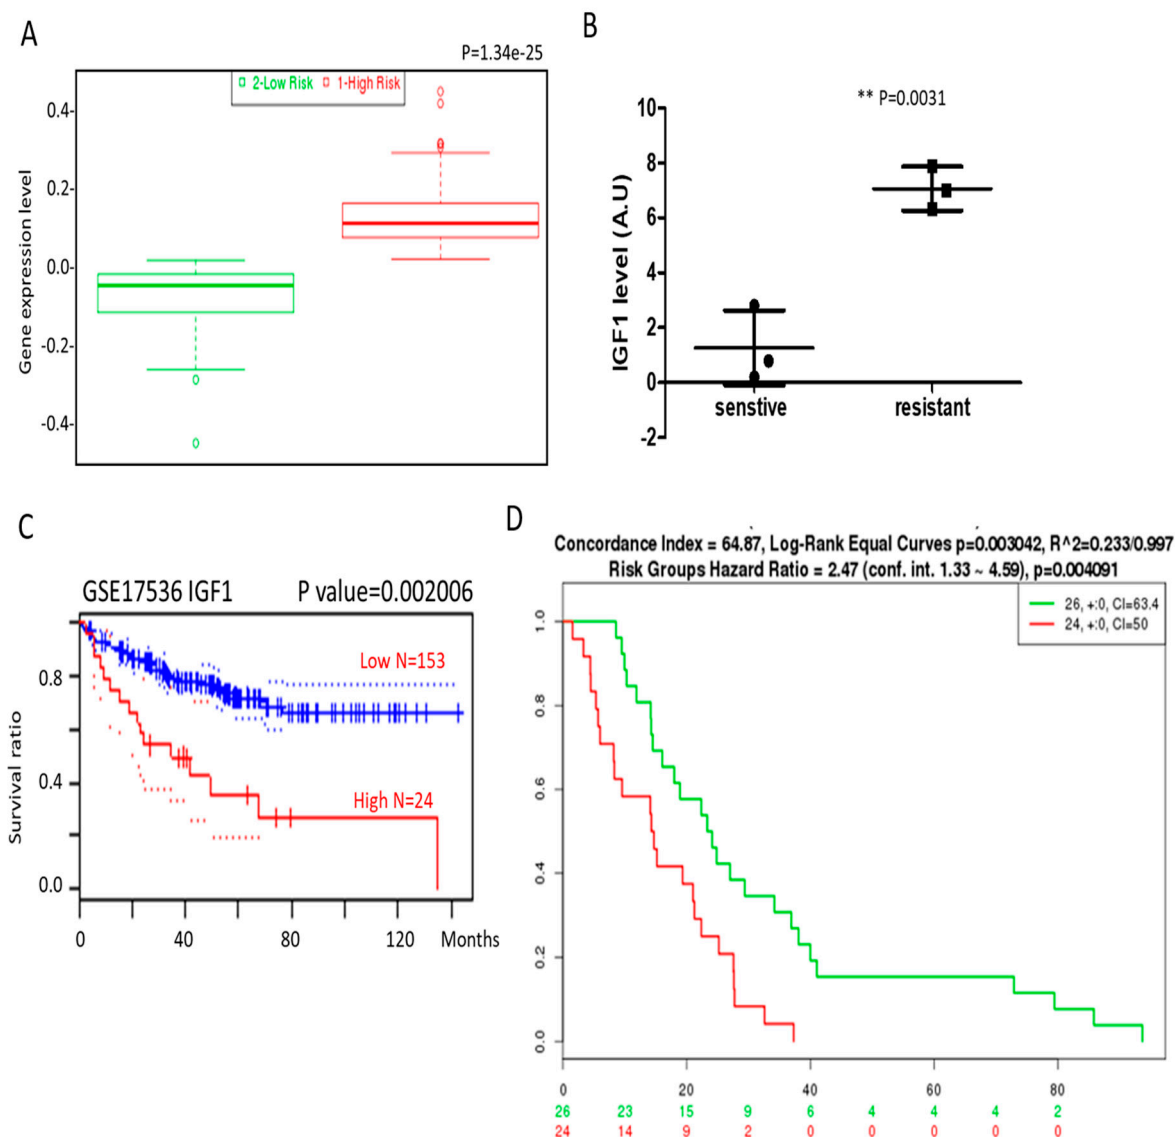 A
P=1.34e-25
2-Low Risk 1-High Risk
Gene expression level
0.4-
0.2-
0.0-
-0.2-
-0.4-
B
** P=0.0031
IGF1 level (A.U)
10
8
6
4
2
0
-2
senstive resistant
C
GSE17536 IGF1 P value=0.002006
Survival ratio
0.8
0.4
0.0
Low N=153
High N=24
0 40 80 120 Months
D
Concordance Index = 64.87, Log-Rank Equal Curves p=0.003042, R^2=0.233/0.997
Risk Groups Hazard Ratio = 2.47 (conf. int. 1.33 ~ 4.59), p=0.004091
26, +:0, CI=63.4
24, +:0, CI=50
1.0
0.8
0.6
0.4
0.2
0.0
0 20 40 60 80
26 23 15 9 6 4 4 4 2
24 14 9 2 0 0 0 0 0